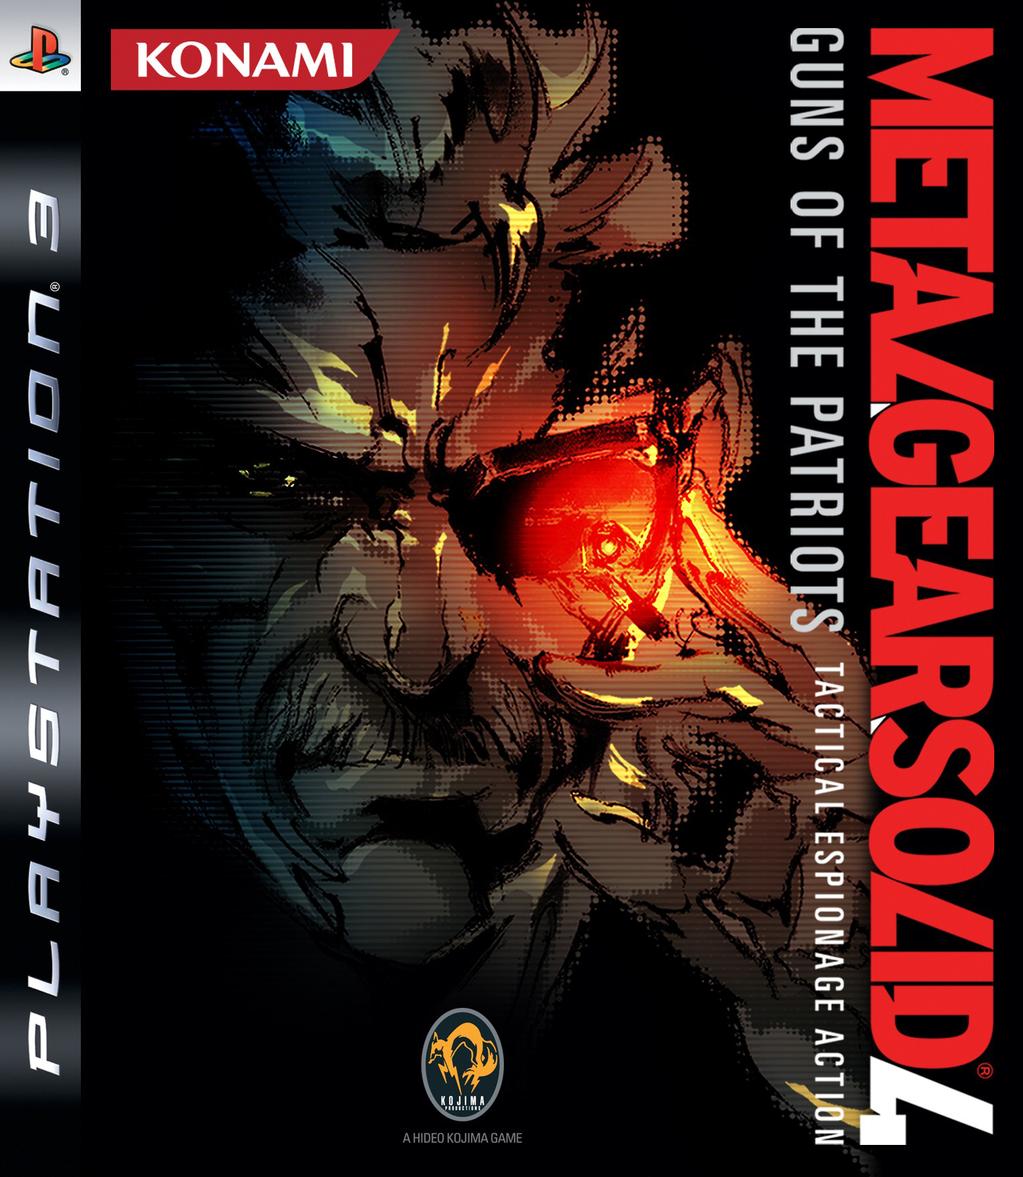 PLAYSTATION® 3
KONAMI
METAL GEAR SOLID® 4
GUNS OF THE PATRIOTS
TACTICAL ESPIONAGE ACTION
KOJIMA
PRODUCTIONS
A HIDEO KOJIMA GAME